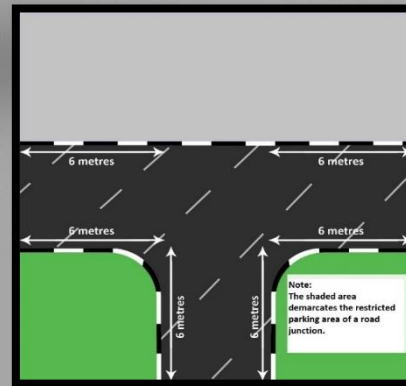 6 metres 6 metres
6 metres 6 metres
6 metres 6 metres
Note:
The shaded area
demarcates the restricted
parking area of a road
junction.